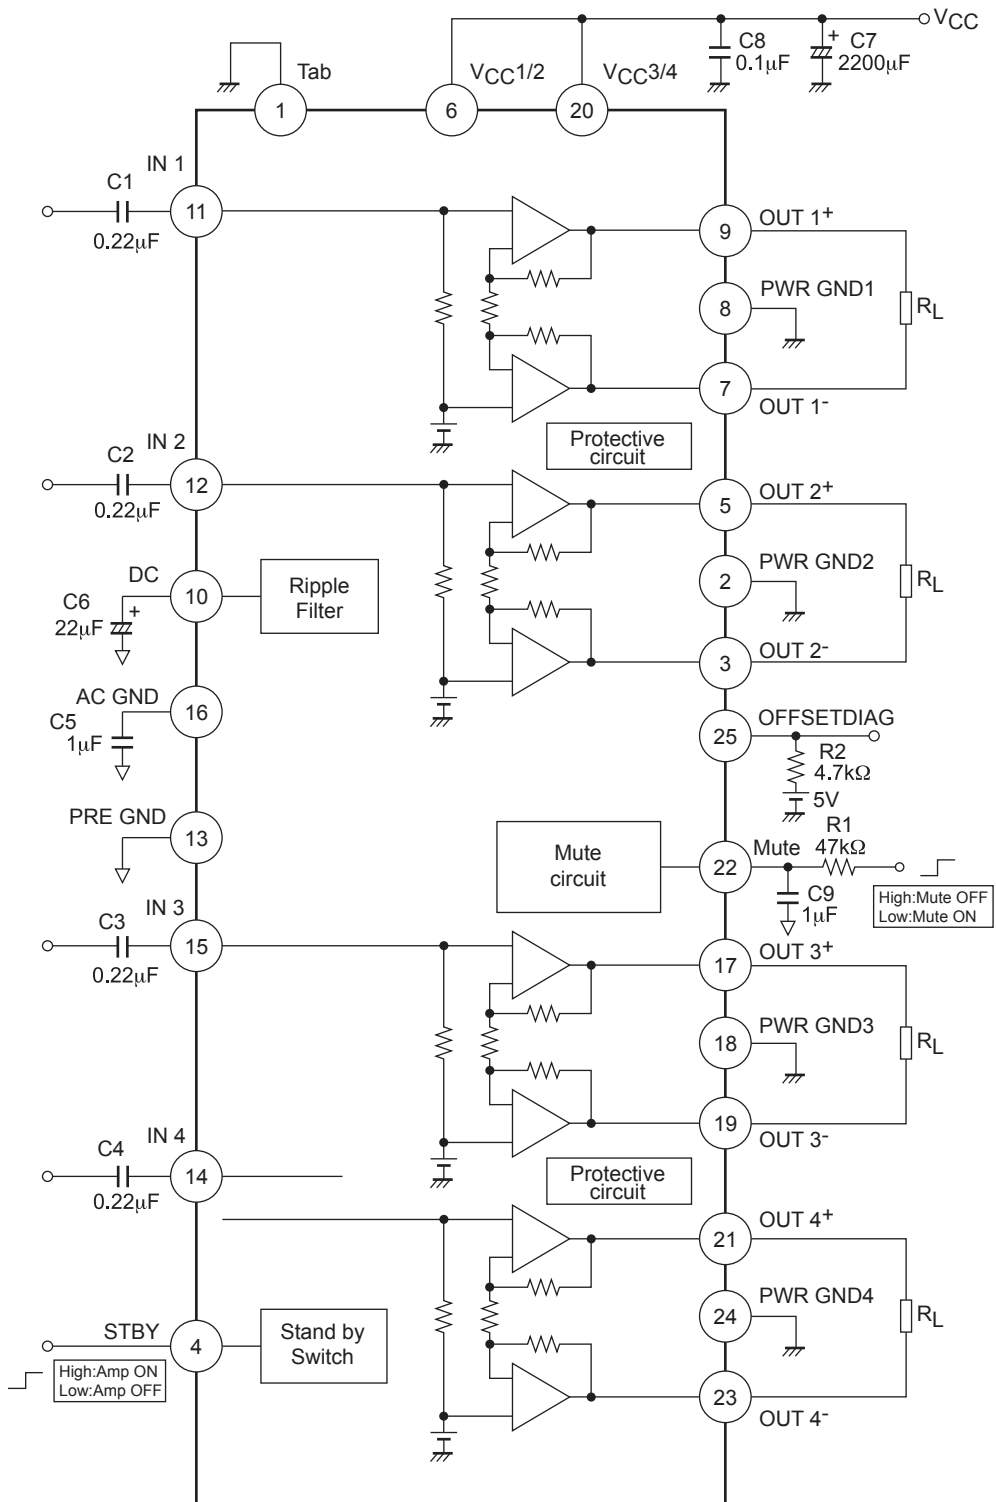 VCC
C8
0.1µF
+
C7
2200µF
Tab
VCC1/2
VCC3/4
1
6
20
IN 1
C1
11
0.22µF
9
OUT 1+
8
PWR GND1
RL
7
OUT 1-
Protective
circuit
IN 2
C2
12
0.22µF
5
OUT 2+
DC
10
Ripple
Filter
C6
+
22µF
2
PWR GND2
RL
3
OUT 2-
AC GND
16
C5
1µF
25
OFFSETDIAG
R2
4.7kΩ
5V
PRE GND
13
Mute
circuit
22
Mute
R1
47kΩ
C9
1µF
High:Mute OFF
Low:Mute ON
IN 3
C3
15
0.22µF
17
OUT 3+
18
PWR GND3
RL
19
OUT 3-
IN 4
C4
14
0.22µF
Protective
circuit
21
OUT 4+
24
PWR GND4
RL
STBY
4
Stand by
Switch
High:Amp ON
Low:Amp OFF
23
OUT 4-